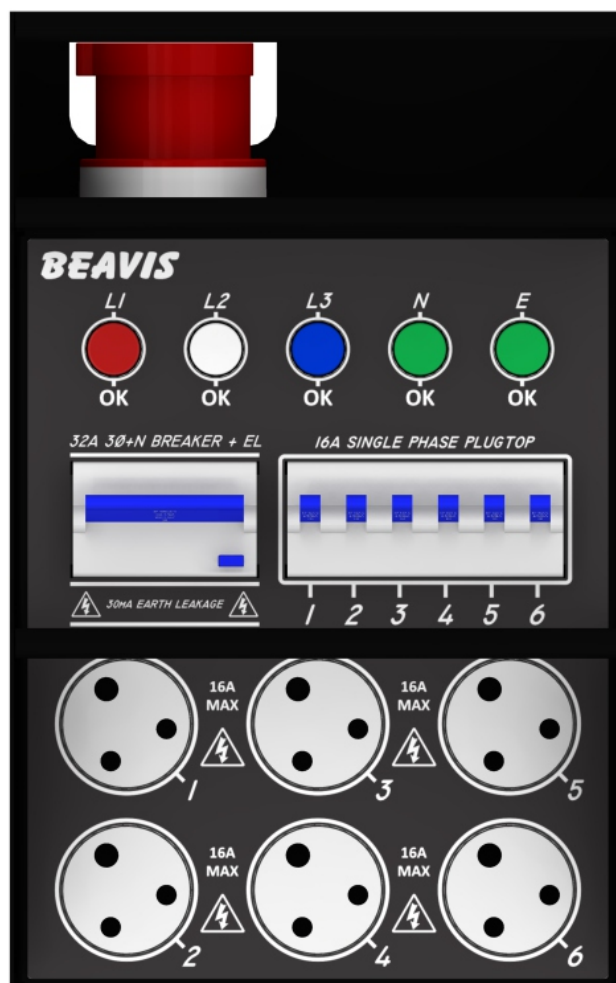 BEAVIS
L1 L2 L3 N E
OK OK OK OK OK
32A 3Ø+N BREAKER + EL
16A SINGLE PHASE PLUGTOP
30MA EARTH LEAKAGE
1 2 3 4 5 6
16A 16A
MAX MAX
1 3 5
16A 16A
MAX MAX
2 4 6